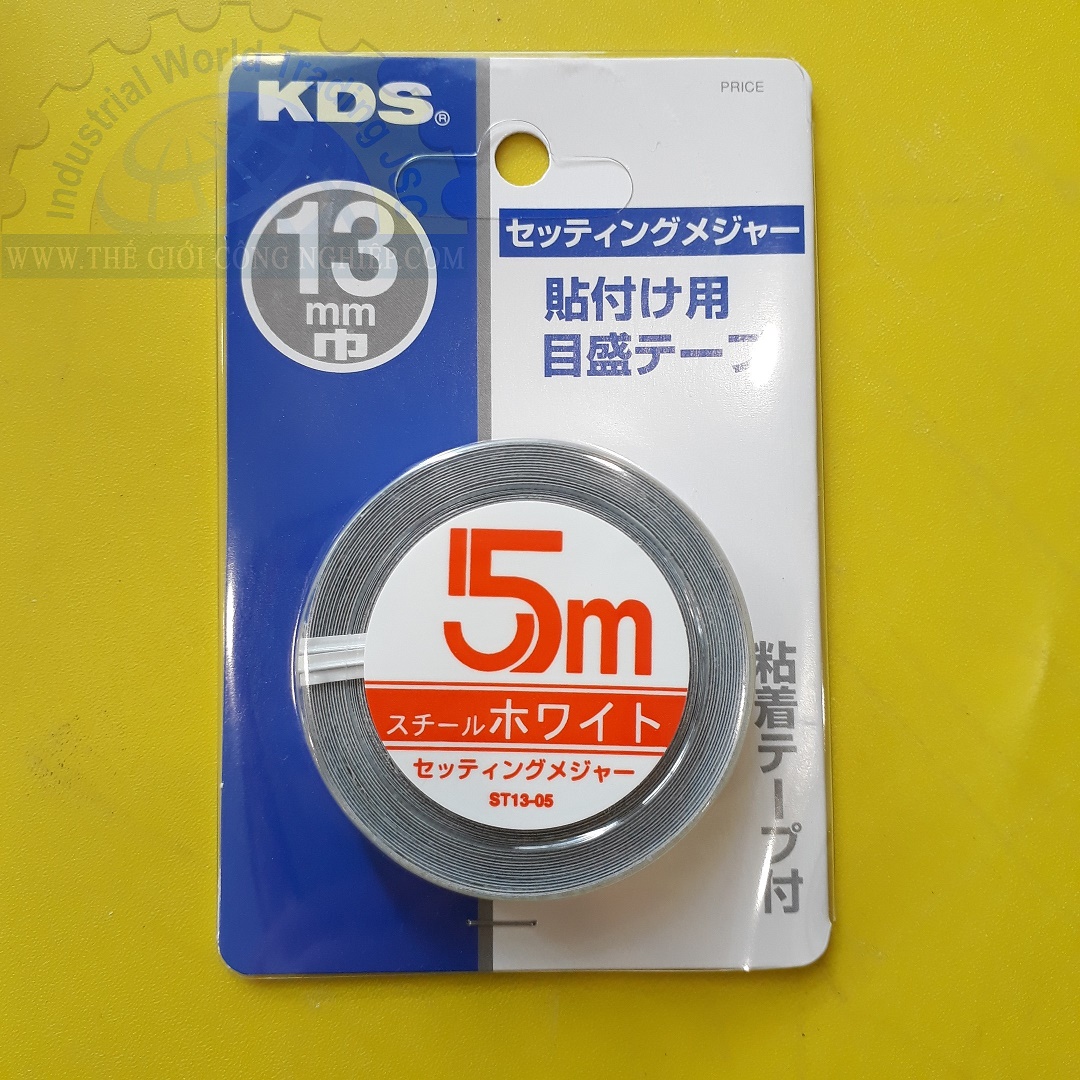 Industrial World Trading JSC
WWW.THẾ GIỚI CÔNG NGHIỆP.COM
KDS®
PRICE
13
mm
巾
セッティングメジャー
貼付け用
目盛テープ
5m
スチールホワイト
セッティングメジャー
ST13-05
粘着テープ付